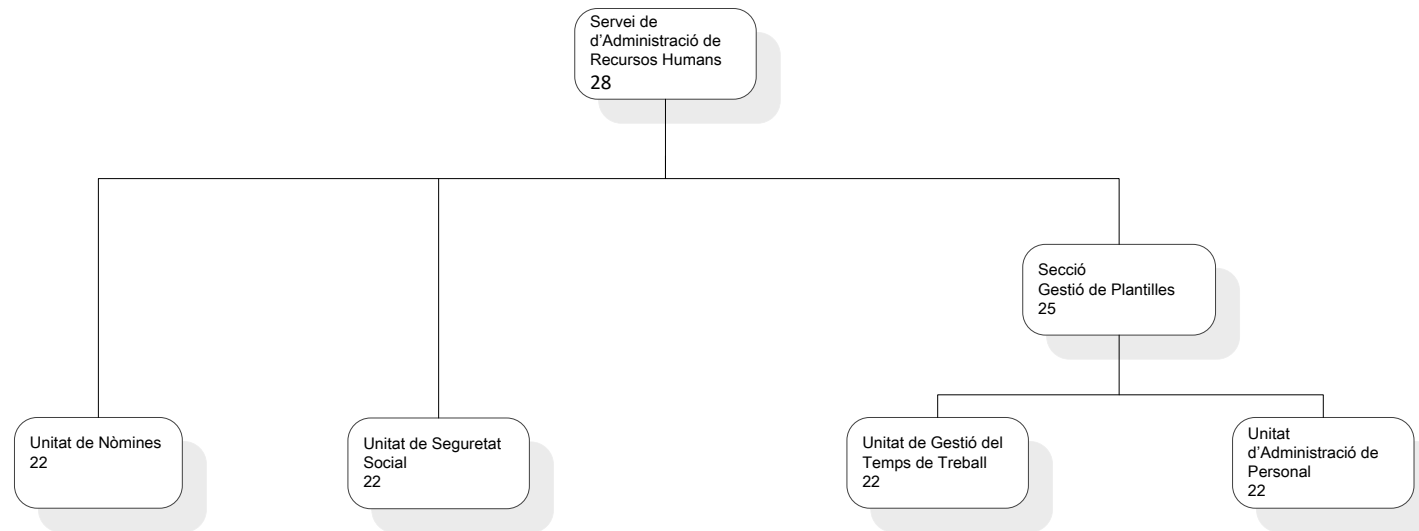 Servei de
d’Administració de
Recursos Humans
28
Secció
Gestió de Plantilles
25
Unitat de Nòmines
22
Unitat de Seguretat
Social
22
Unitat de Gestió del
Temps de Treball
22
Unitat
d’Administració de
Personal
22